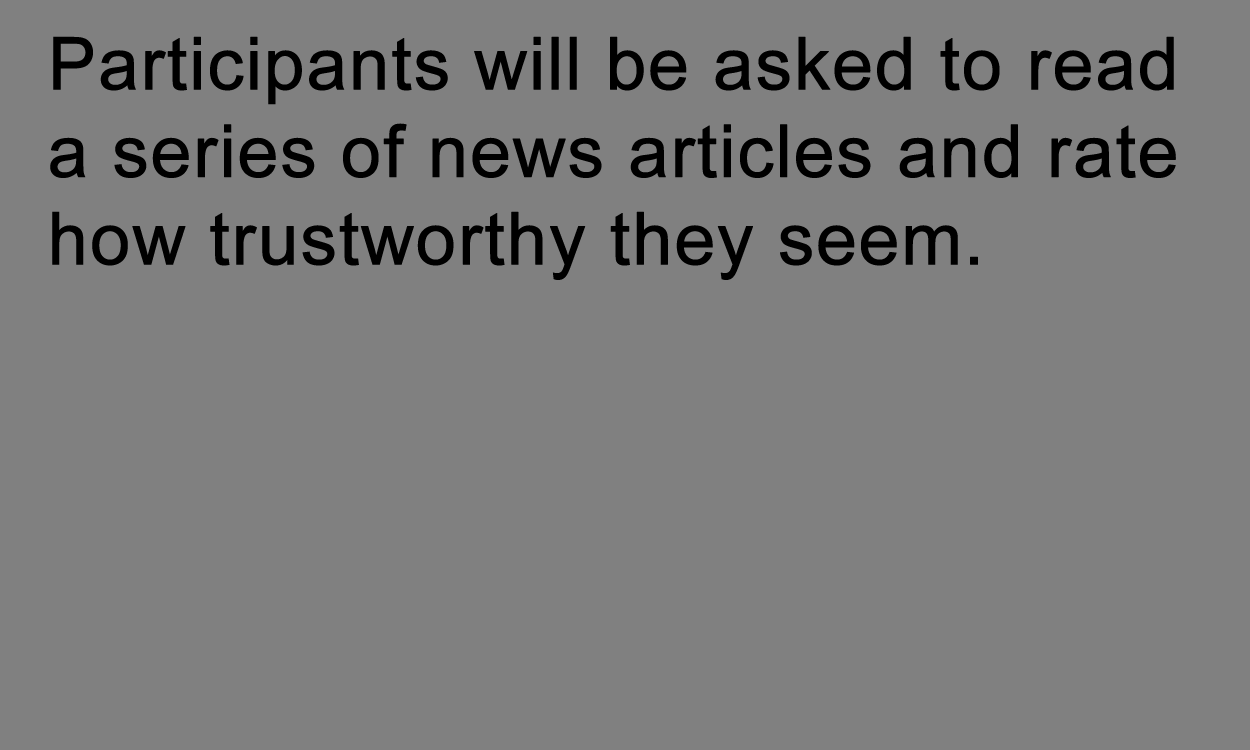 Participants will be asked to read
a series of news articles and rate
how trustworthy they seem.